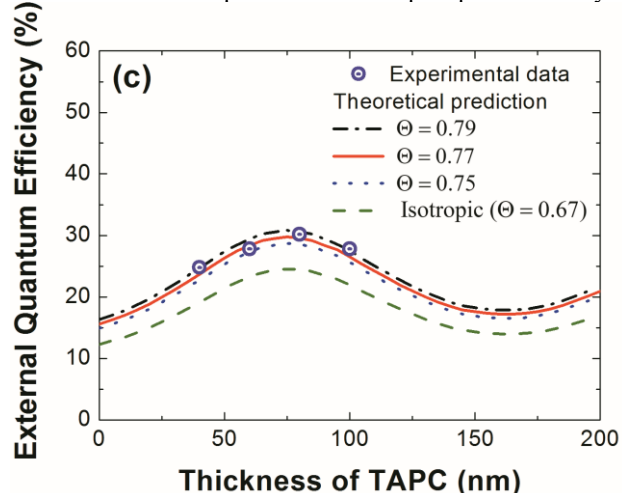 60
50
40
30
20
10
0
External Quantum Efficiency (%)
(c)
Experimental data
Theoretical prediction
Θ = 0.79
Θ = 0.77
Θ = 0.75
Isotropic (Θ = 0.67)
0 50 100 150 200
Thickness of TAPC (nm)